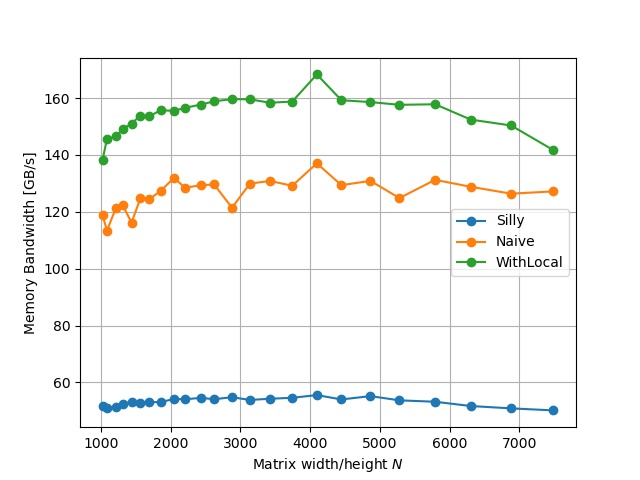 160
140
120
100
80
60
Memory Bandwidth [GB/s]
Silly
Naive
WithLocal
1000 2000 3000 4000 5000 6000 7000
Matrix width/height N